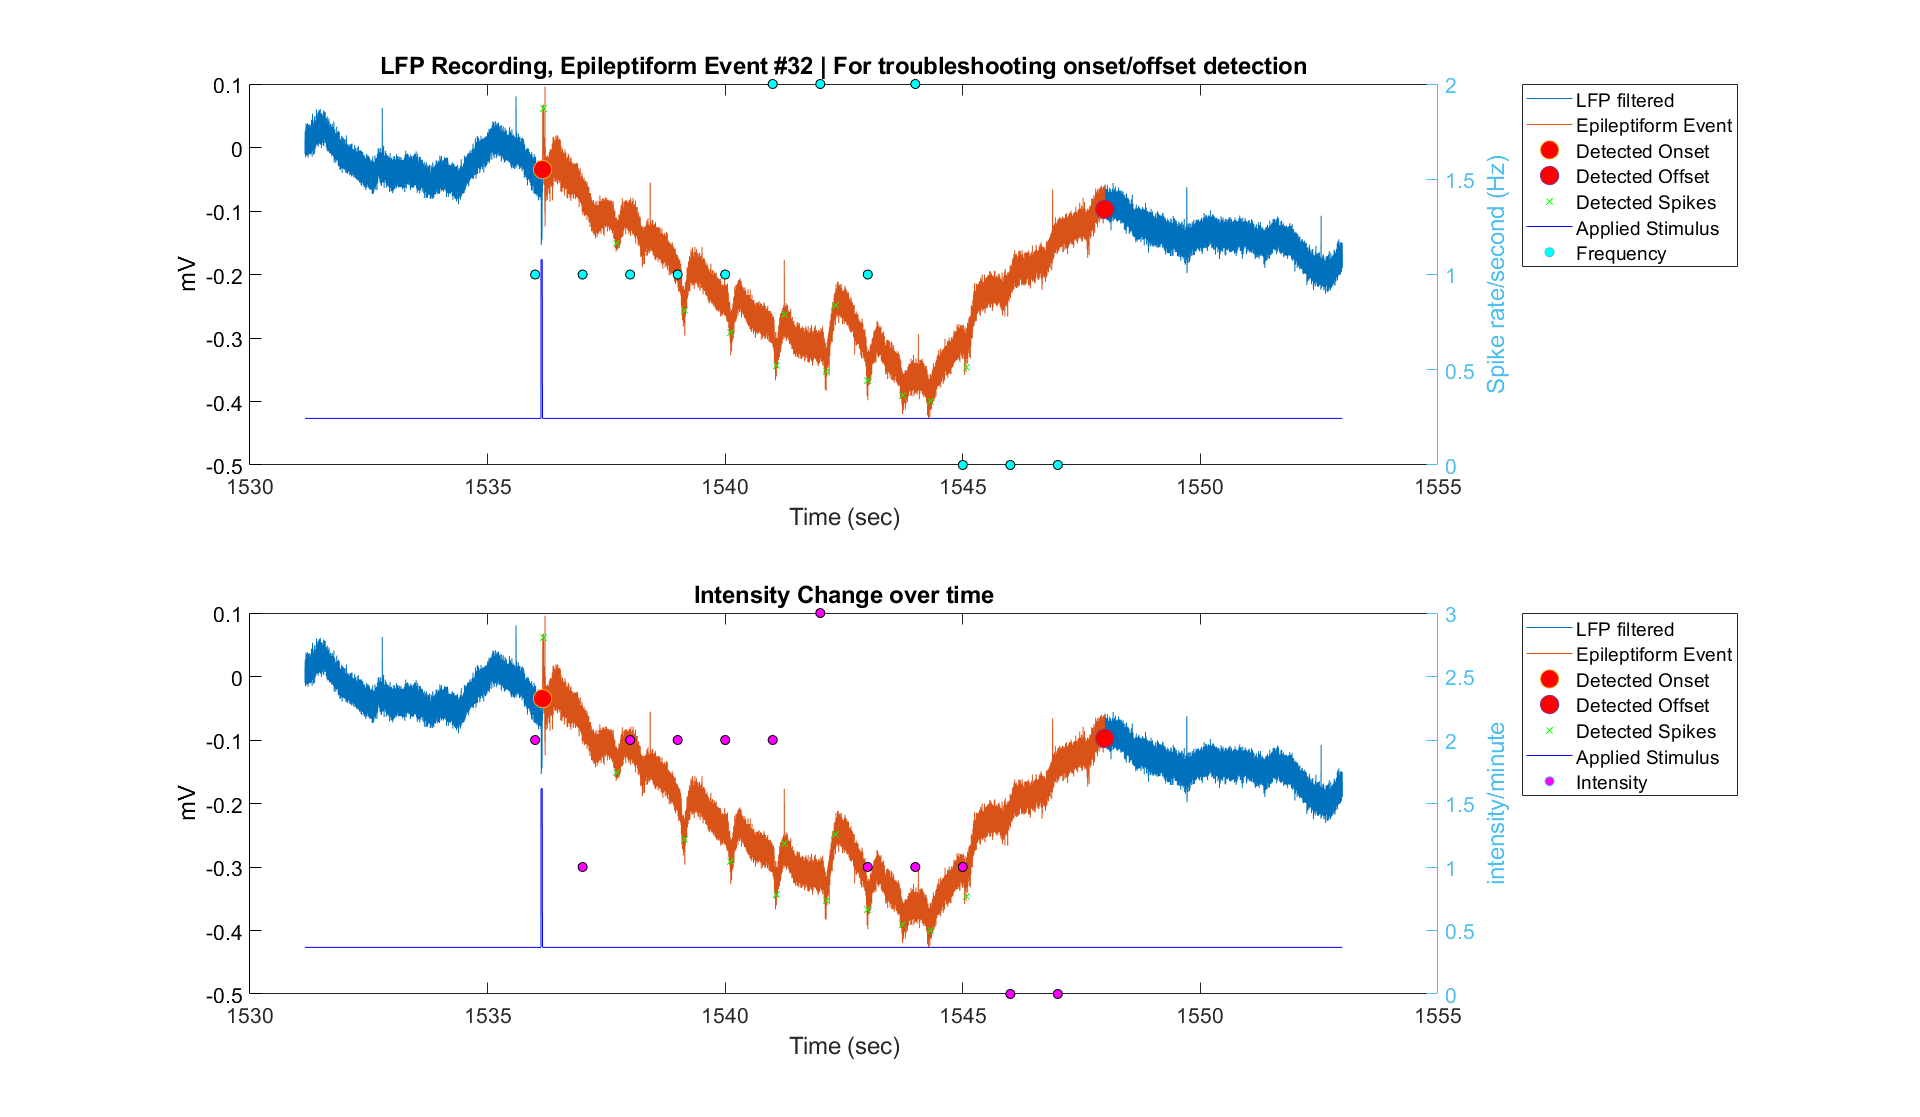 LFP Recording, Epileptiform Event #32 | For troubleshooting onset/offset detection
0.1
0
-0.1
-0.2
-0.3
-0.4
-0.5
mV
1530
1535
1540
1545
1550
1555
Time (sec)
2
1.5
1
0.5
0
Spike rate/second (Hz)
LFP filtered
Epileptiform Event
Detected Onset
Detected Offset
Detected Spikes
Applied Stimulus
Frequency
Intensity Change over time
0.1
0
-0.1
-0.2
-0.3
-0.4
-0.5
mV
1530
1535
1540
1545
1550
1555
Time (sec)
3
2.5
2
1.5
1
0.5
0
intensity/minute
LFP filtered
Epileptiform Event
Detected Onset
Detected Offset
Detected Spikes
Applied Stimulus
Intensity